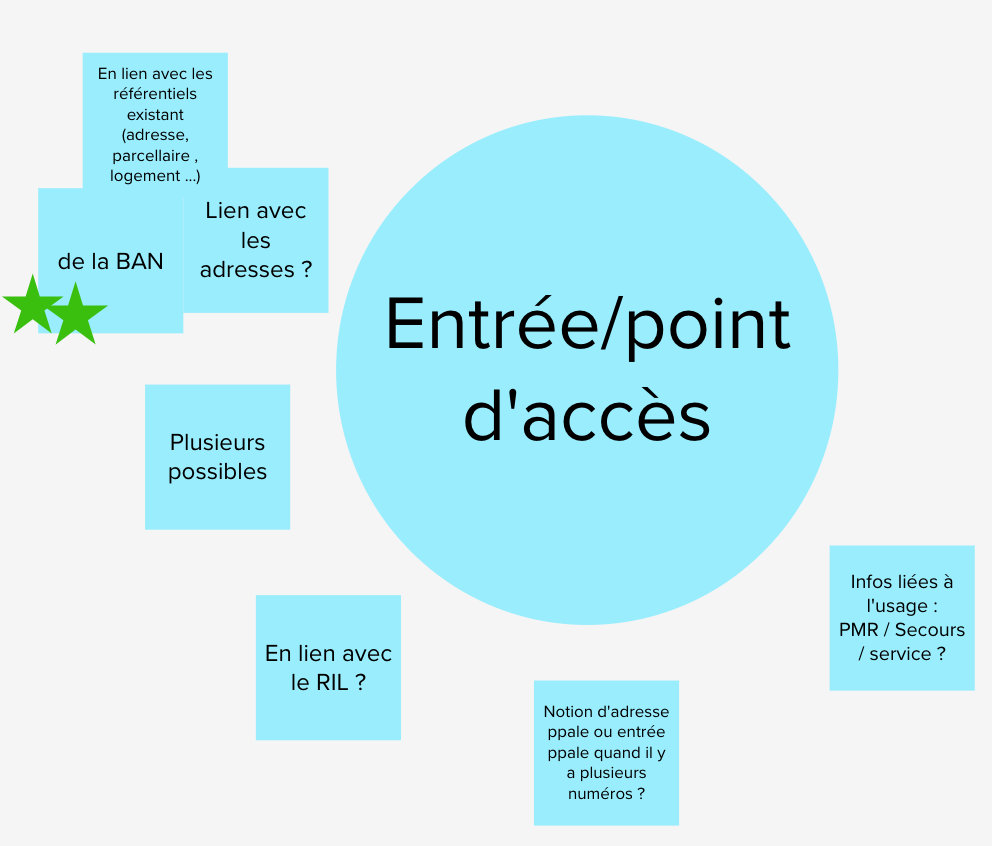 En lien avec les
référentiels
existant
(adresse,
parcellaire ,
logement ...)
Lien avec
les
adresses ?
de la BAN
Entrée/point
d'accès
Plusieurs
possibles
En lien avec
le RIL ?
Infos liées à
l'usage :
PMR / Secours
/ service ?
Notion d'adresse
ppale ou entrée
ppale quand il y
a plusieurs
numéros ?